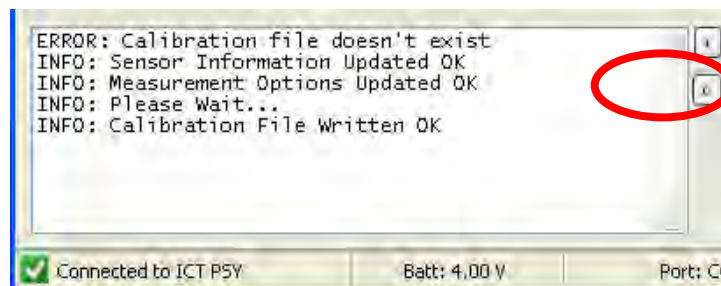 ERROR: Calibration file doesn't exist
INFO: Sensor Information Updated OK
INFO: Measurement Options Updated OK
INFO: Please Wait...
INFO: Calibration File Written OK
Connected to ICT PSY Batt: 4.00 V Port: